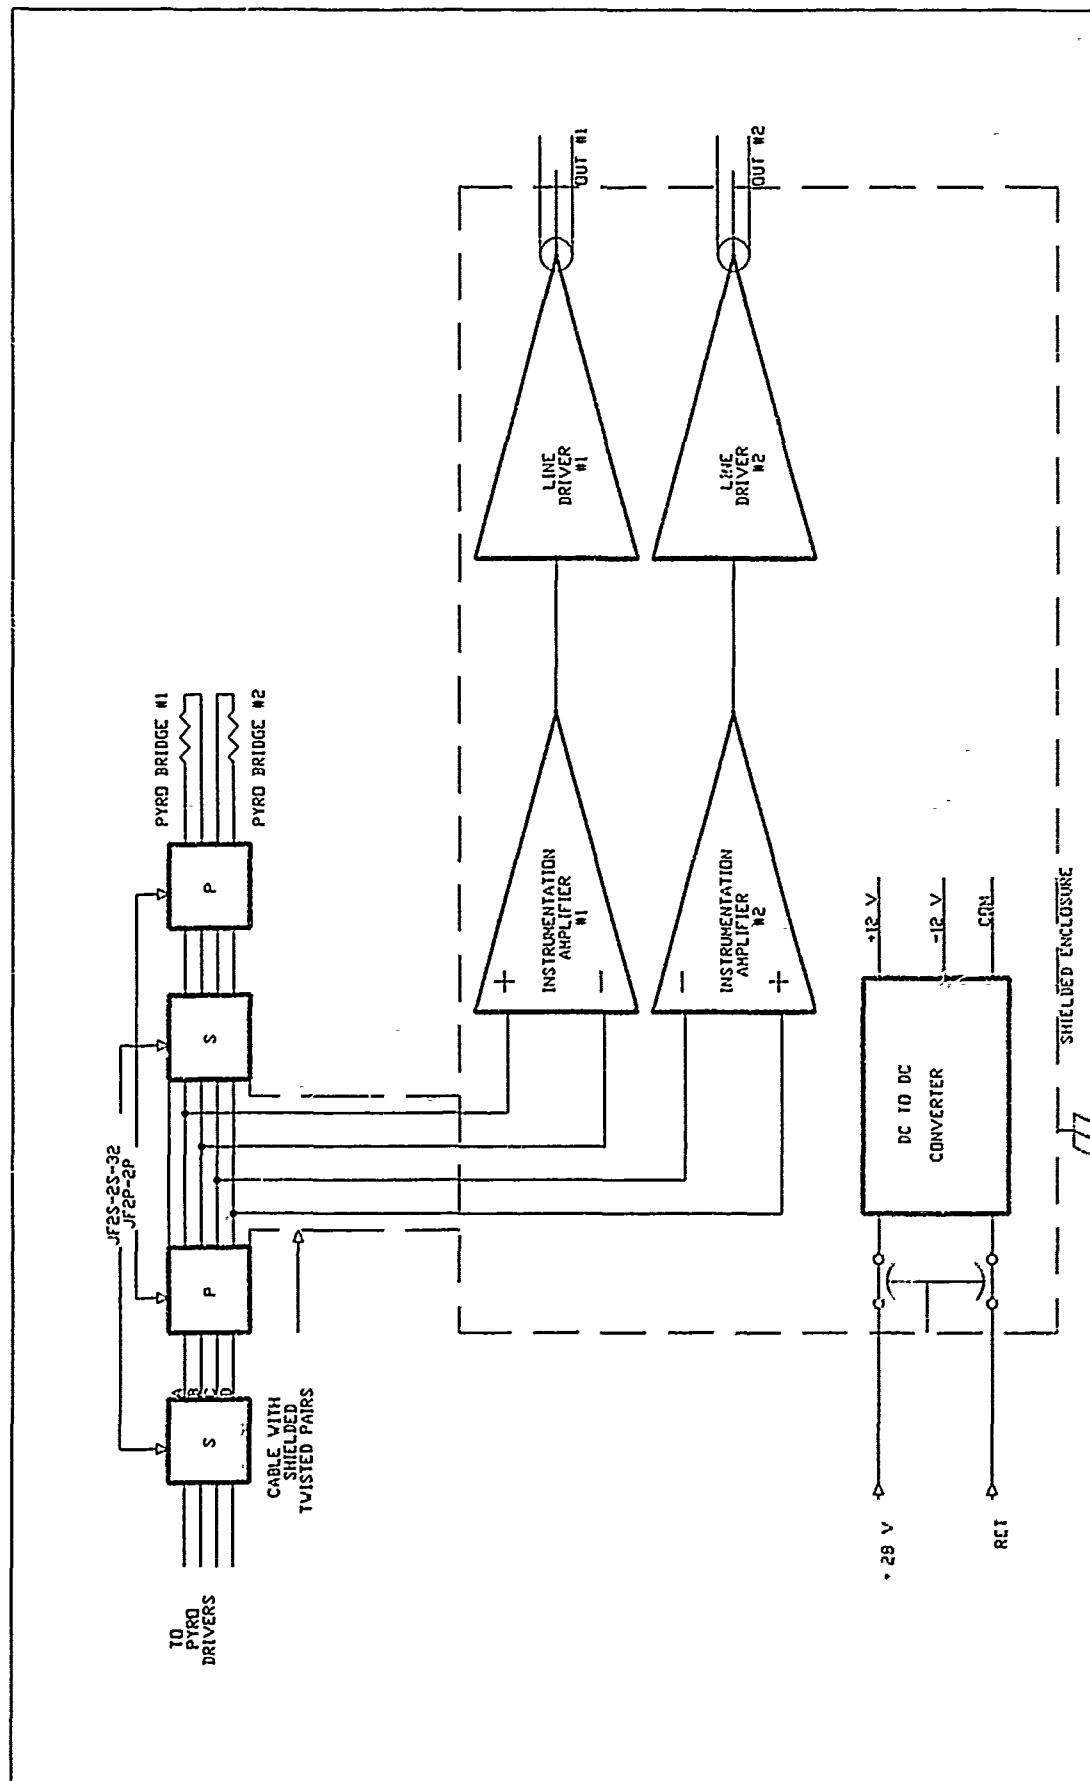 JF2S-2S-32
JF2P-2P
TO
PYRO
DRIVERS
S
A
B
C
D
P
S
P
PYRO BRIDGE #1
PYRO BRIDGE #2
CABLE WITH
SHIELDED
TWISTED PAIRS
+
INSTRUMENTATION
AMPLIFIER
#1
-
LINE
DRIVER
#1
OUT #1
-
INSTRUMENTATION
AMPLIFIER
#2
+
LINE
DRIVER
#2
OUT #2
+28 V
RET
DC TO DC
CONVERTER
+12 V
-12 V
COM
SHIELDED ENCLOSURE